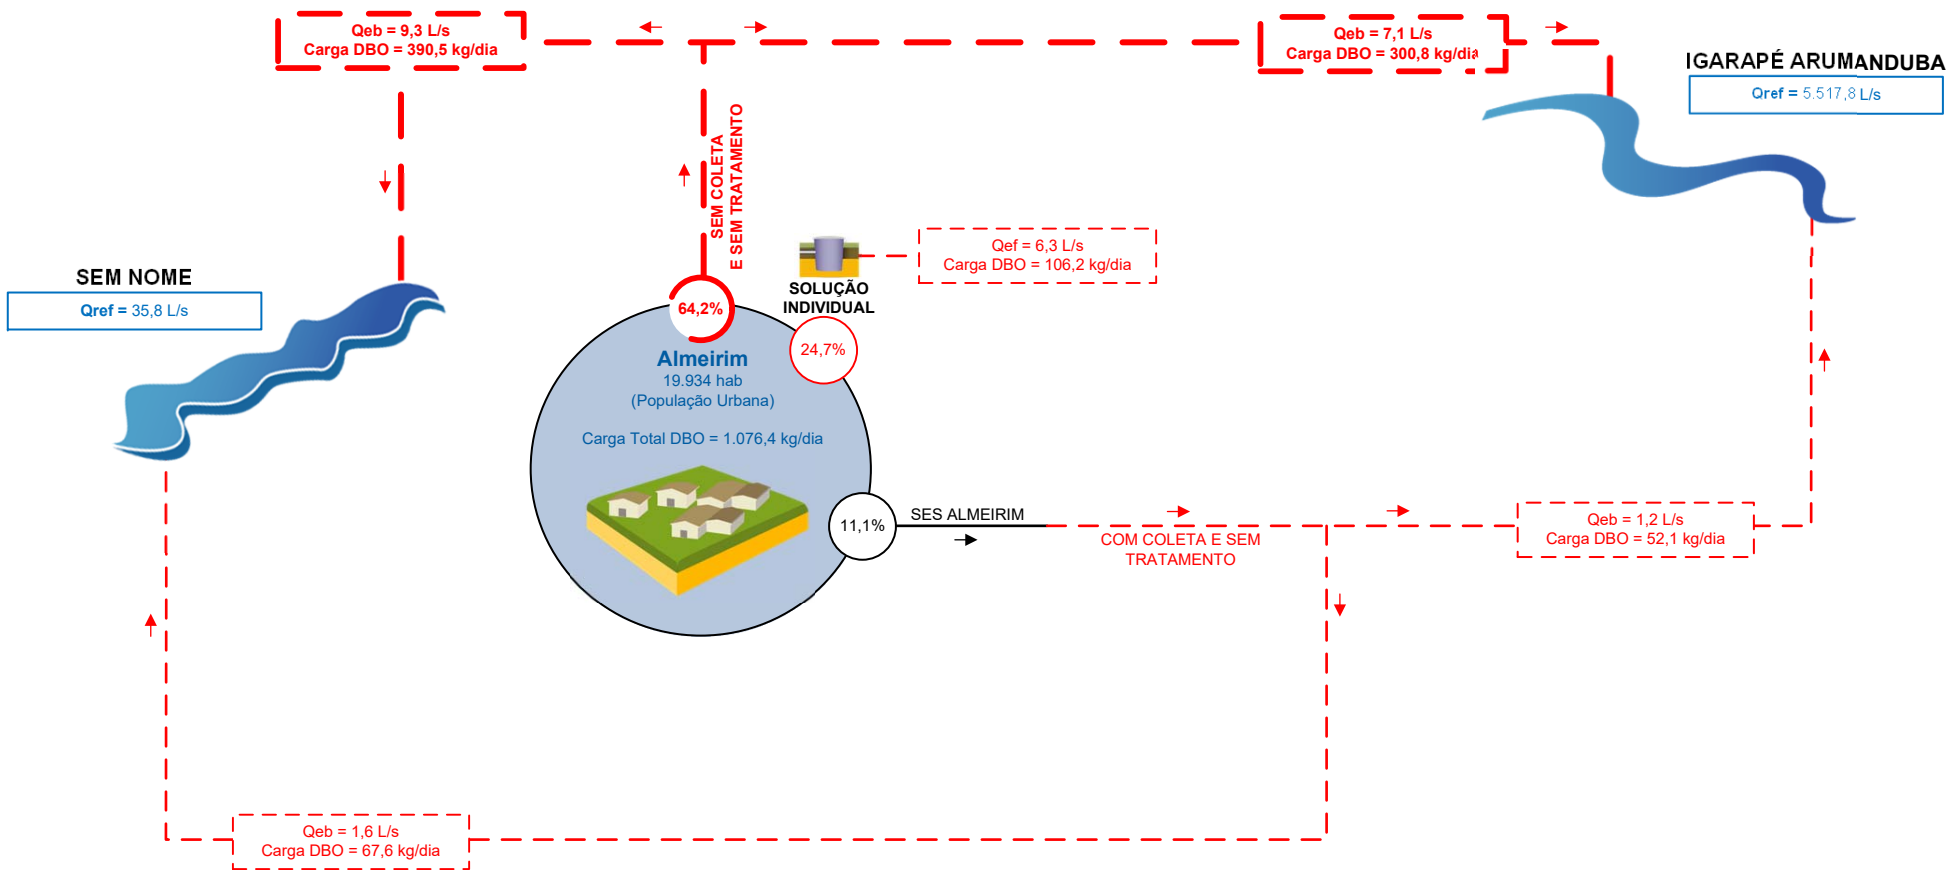 Qeb = 9,3 L/s
Carga DBO = 390,5 kg/dia
Qeb = 7,1 L/s
Carga DBO = 300,8 kg/dia
IGARAPÉ ARUMANDUBA
Qref = 5.517,8 L/s
SEM COLETA
E SEM TRATAMENTO
Qef = 6,3 L/s
Carga DBO = 106,2 kg/dia
SEM NOME
Qref = 35,8 L/s
SOLUÇÃO
INDIVIDUAL
64,2%
24,7%
Almeirim
19.934 hab
(População Urbana)
Carga Total DBO = 1.076,4 kg/dia
11,1%
SES ALMEIRIM
COM COLETA E SEM
TRATAMENTO
Qeb = 1,2 L/s
Carga DBO = 52,1 kg/dia
Qeb = 1,6 L/s
Carga DBO = 67,6 kg/dia